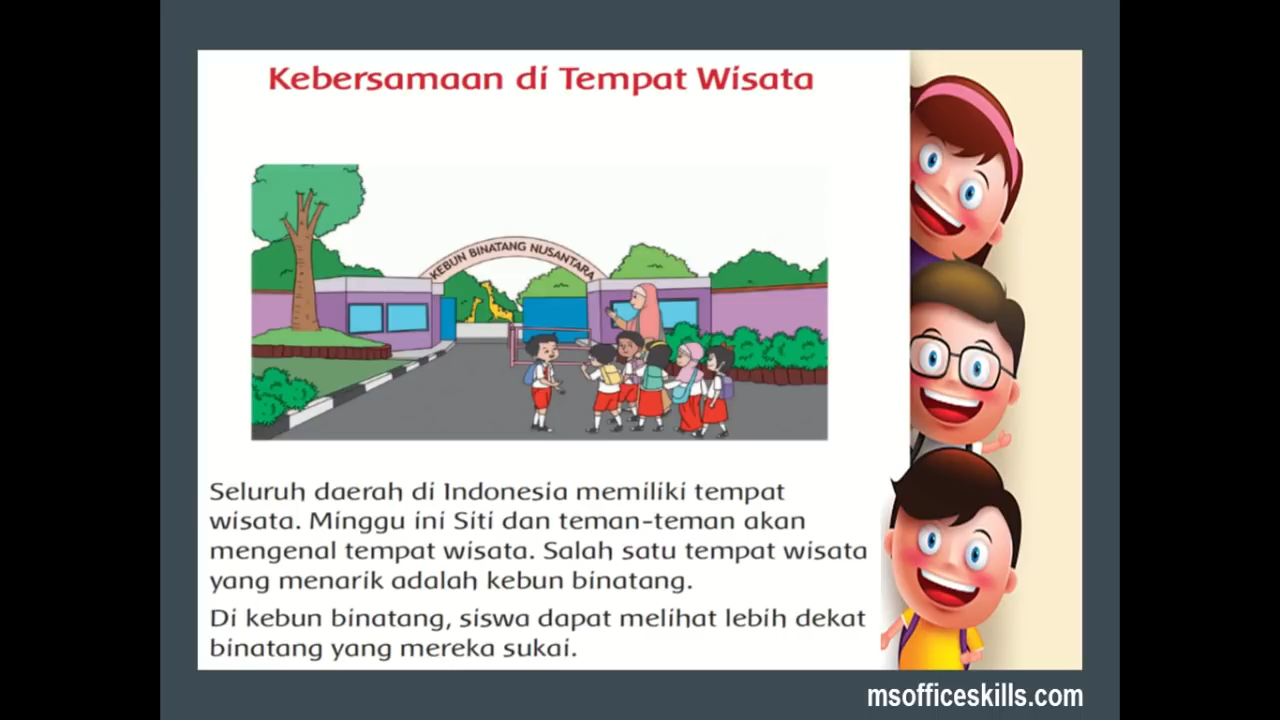 Kebersamaan di Tempat Wisata
KEBUN BINATANG NUSANTARA
Seluruh daerah di Indonesia memiliki tempat
wisata. Minggu ini Siti dan teman-teman akan
mengenal tempat wisata. Salah satu tempat wisata
yang menarik adalah kebun binatang.
Di kebun binatang, siswa dapat melihat lebih dekat
binatang yang mereka sukai.
msofficeskills.com